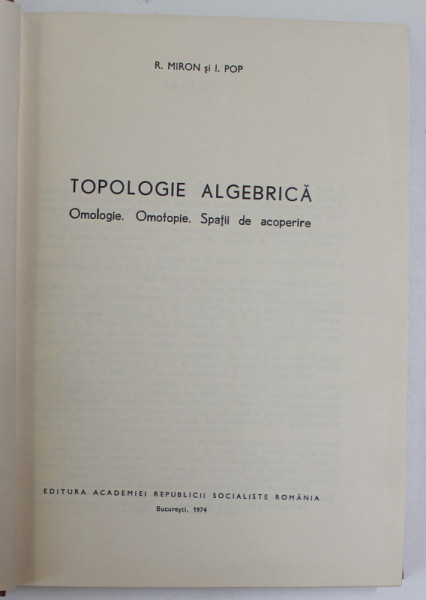 R. MIRON și I. POP
TOPOLOGIE ALGEBRICĂ
Omologie. Omotopie. Spații de acoperire
EDITURA ACADEMIEI REPUBLICII SOCIALISTE ROMÂNIA
București, 1974